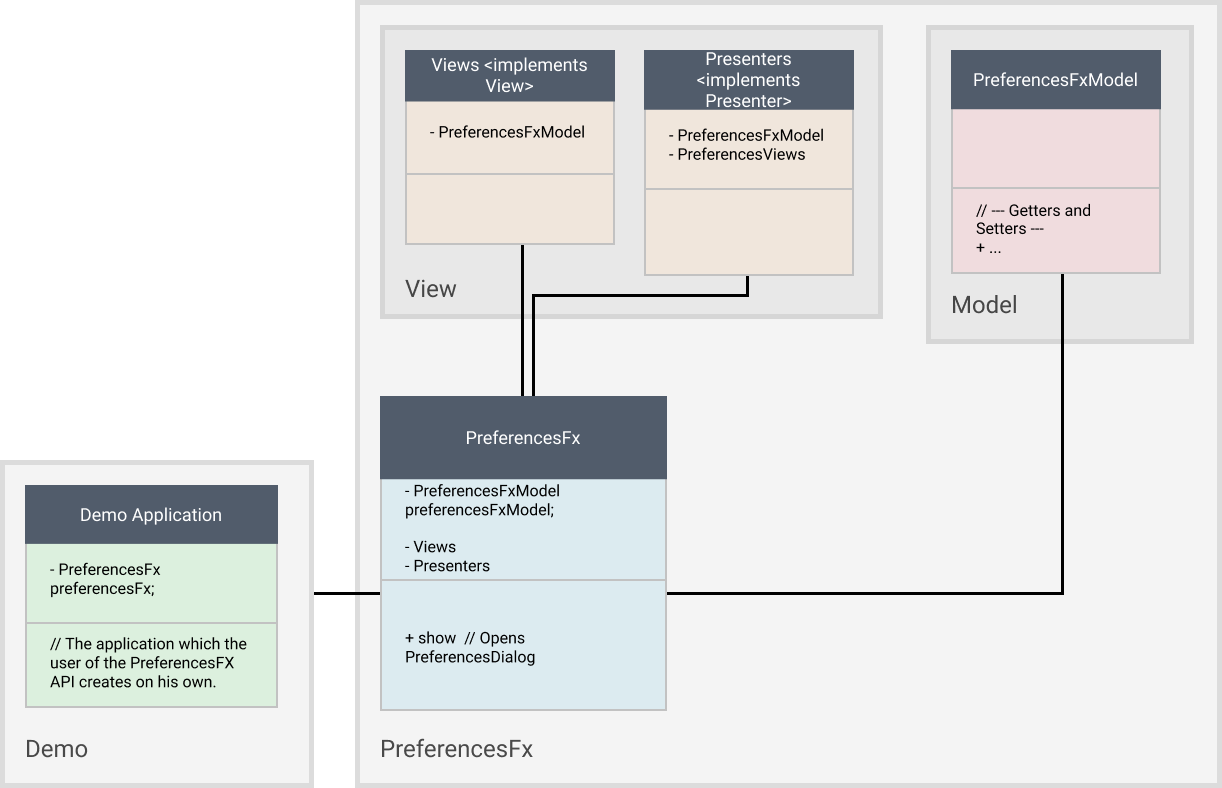 Views <implements
View>
- PreferencesFxModel
Presenters
<implements
Presenter>
- PreferencesFxModel
- PreferencesViews
View
PreferencesFxModel
// --- Getters and
Setters ---
+ ...
Model
PreferencesFx
- PreferencesFxModel
preferencesFxModel;
- Views
- Presenters
+ show  // Opens
PreferencesDialog
PreferencesFx
Demo Application
- PreferencesFx
preferencesFx;
// The application which the
user of the PreferencesFX
API creates on his own.
Demo